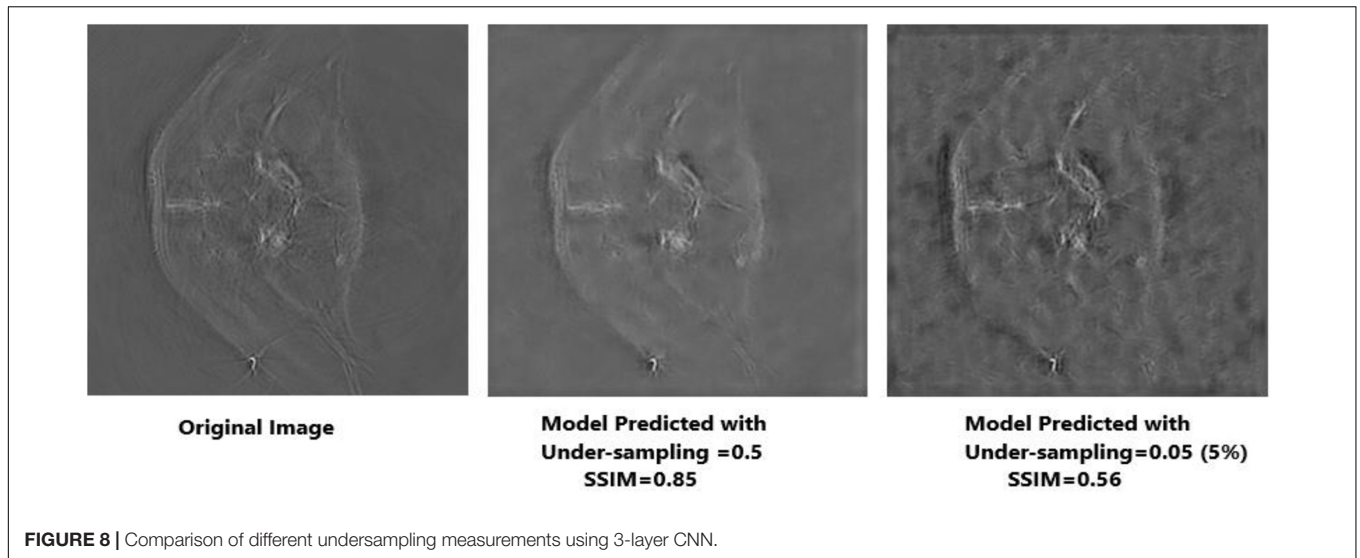 Original Image
Model Predicted with
Under-sampling =0.5
SSIM=0.85
Model Predicted with
Under-sampling=0.05 (5%)
SSIM=0.56
FIGURE 8 | Comparison of different undersampling measurements using 3-layer CNN.